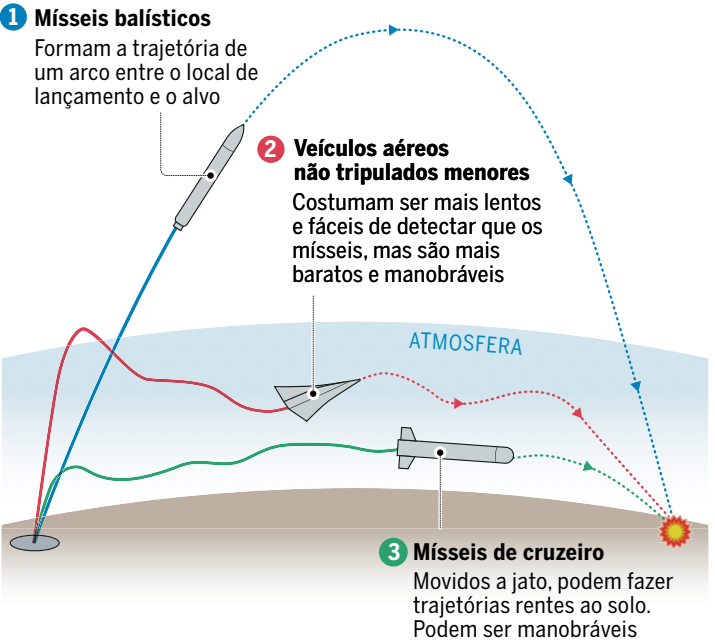 1 Mísseis balísticos
Formam a trajetória de
um arco entre o local de
lançamento e o alvo
2 Veículos aéreos
não tripulados menores
Costumam ser mais lentos
e fáceis de detectar que os
mísseis, mas são mais
baratos e manobráveis
ATMOSFERA
3 Mísseis de cruzeiro
Movidos a jato, podem fazer
trajetórias rentes ao solo.
Podem ser manobráveis